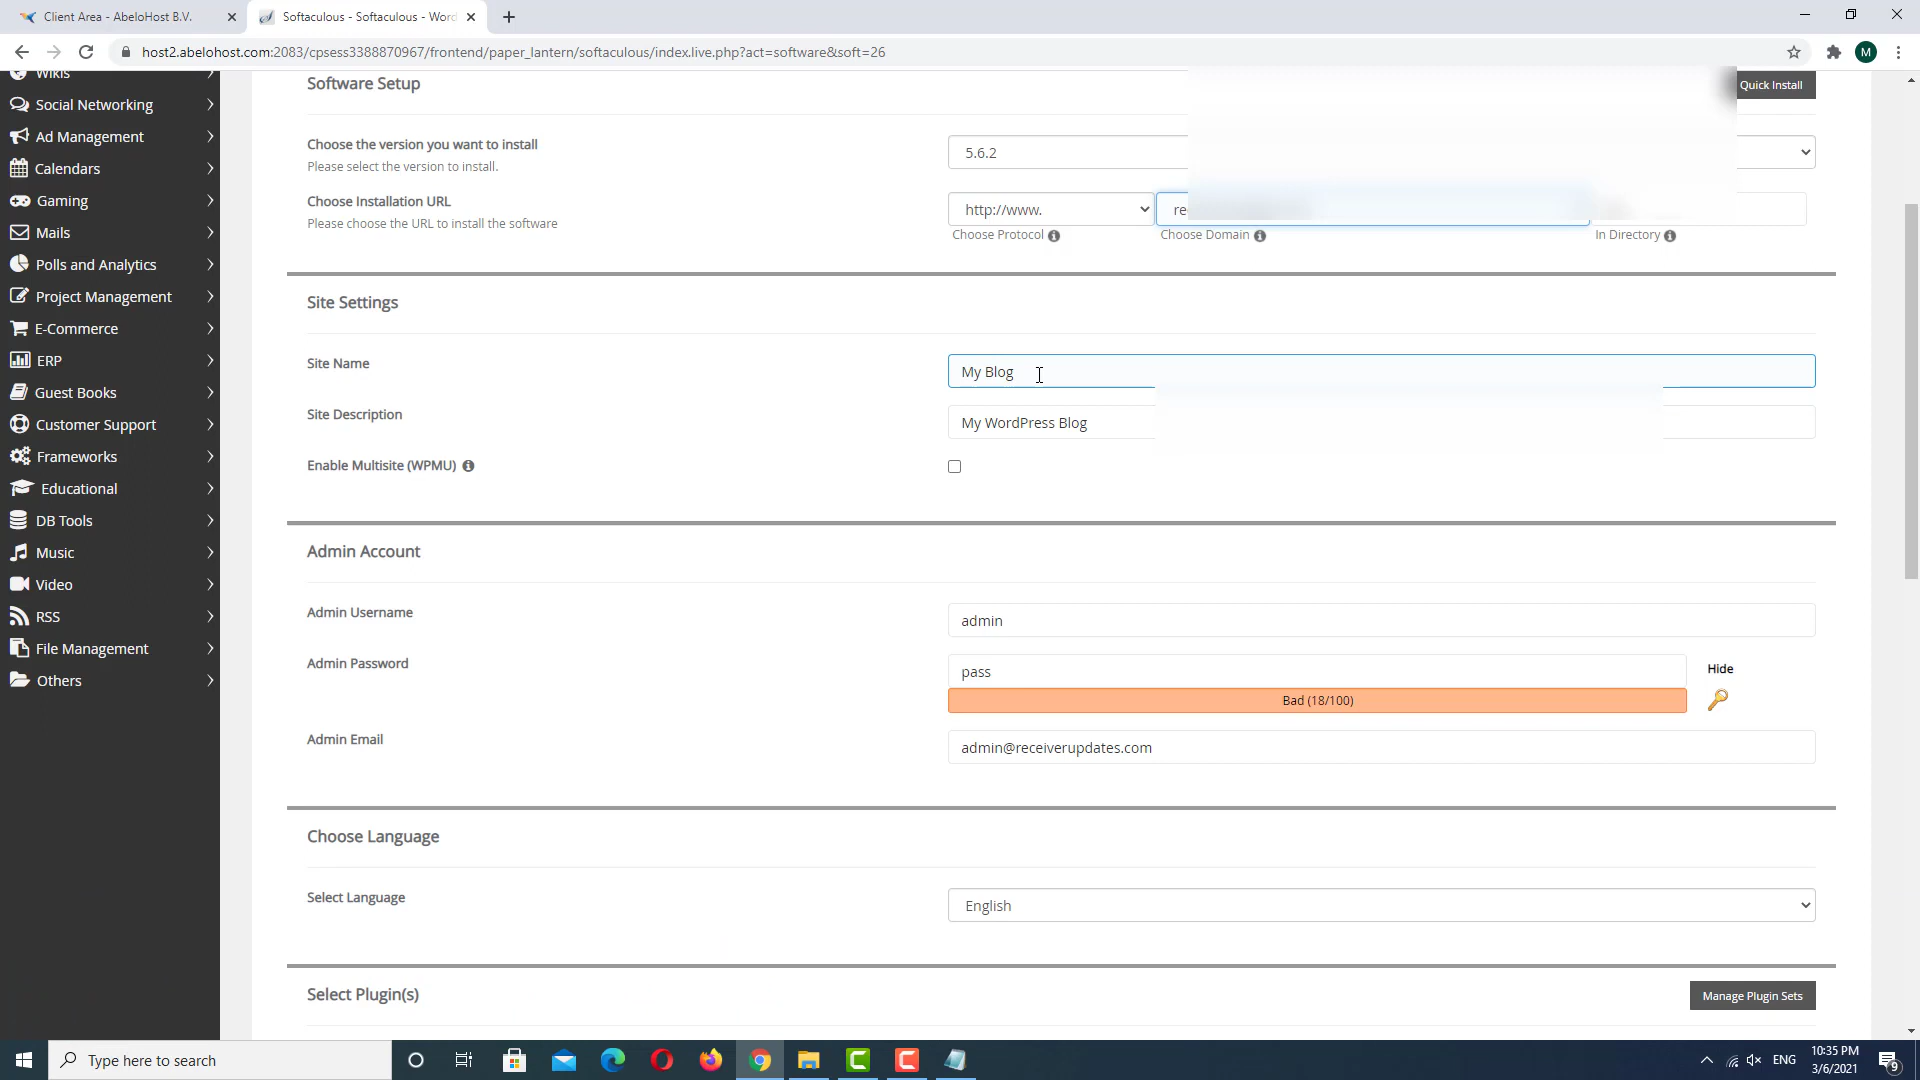 Client Area - AbeloHost B.V.
Softaculous - Softaculous - Word
host2.abelohost.com:2083/cpsess3388870967/frontend/paper_lantern/softaculous/index.live.php?act=software&soft=26
M
Wikis
Social Networking
Ad Management
Calendars
Gaming
Mails
Polls and Analytics
Project Management
E-Commerce
ERP
Guest Books
Customer Support
Frameworks
Educational
DB Tools
Music
Video
RSS
File Management
Others
Software Setup
Quick Install
Choose the version you want to install
Please select the version to install.
5.6.2
Choose Installation URL
Please choose the URL to install the software
http://www.
re
Choose Protocol
Choose Domain
In Directory
Site Settings
Site Name
My Blog
Site Description
My WordPress Blog
Enable Multisite (WPMU)
Admin Account
Admin Username
admin
Admin Password
pass
Hide
Bad (18/100)
Admin Email
admin@receiverupdates.com
Choose Language
Select Language
English
Select Plugin(s)
Manage Plugin Sets
Type here to search
ENG
10:35 PM
3/6/2021
9